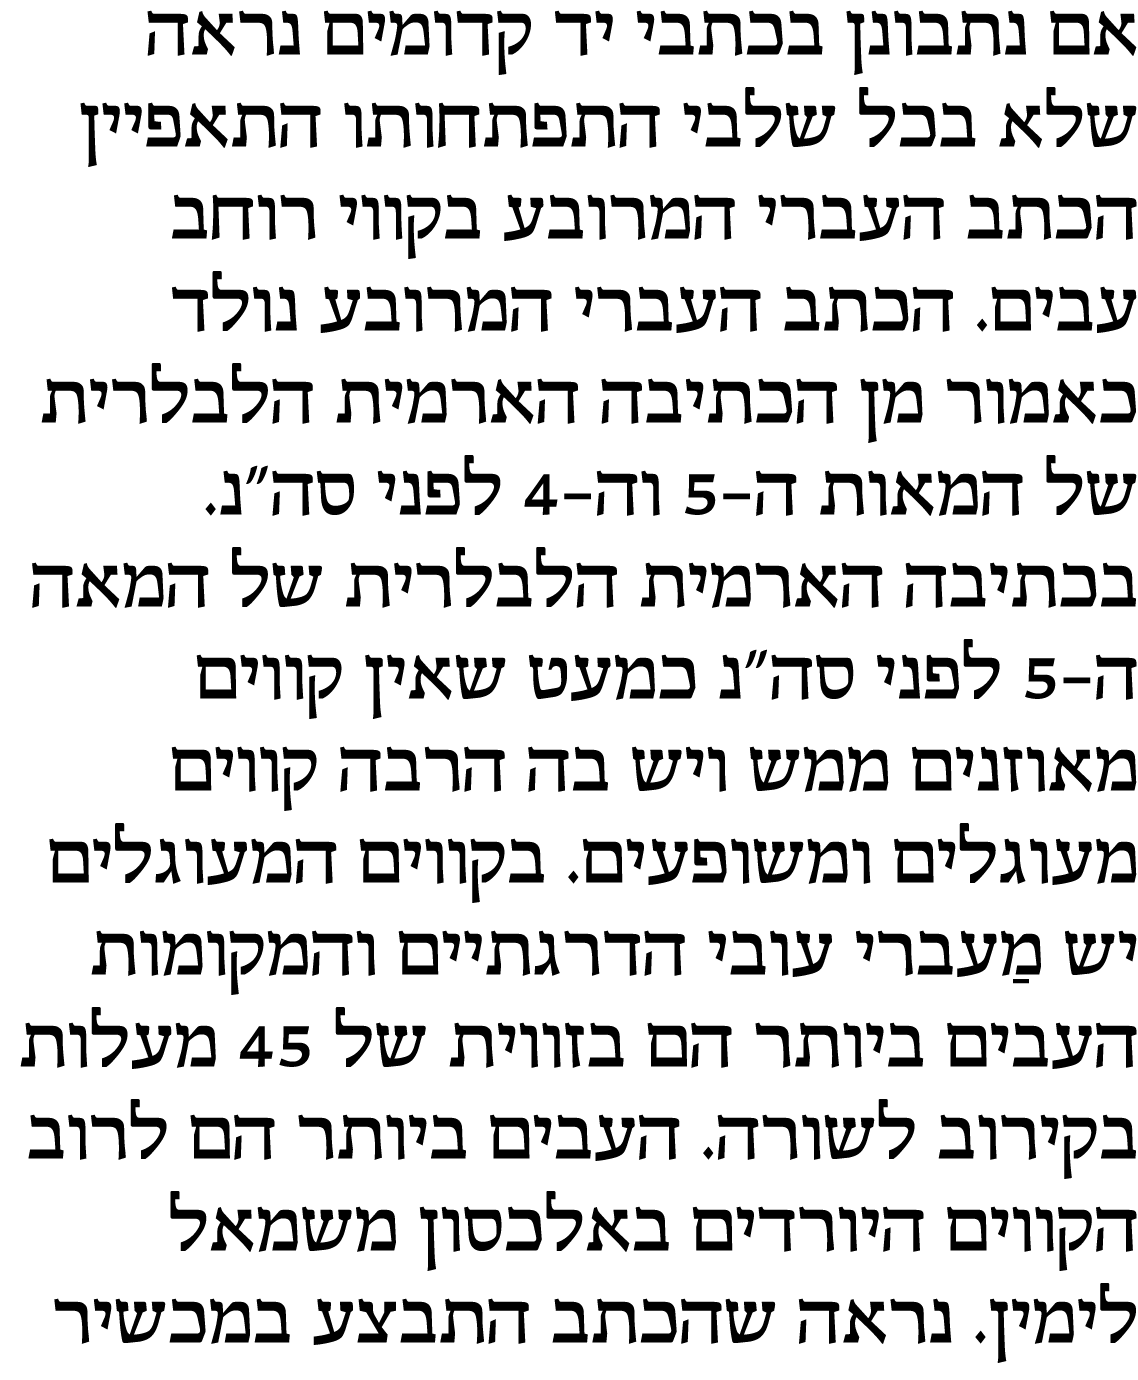 אם נתבונן בכתבי יד קדומים נראה
שלא בכל שלבי התפתחותו התאפיין
הכתב העברי המרובע בקווי רוחב
עבים. הכתב העברי המרובע נולד
כאמור מן הכתיבה הארמית הלבלרית
של המאות ה-5 וה-4 לפני סה״נ.
בכתיבה הארמית הלבלרית של המאה
ה-5 לפני סה״נ כמעט שאין קווים
מאוזנים ממש ויש בה הרבה קווים
מעוגלים ומשופעים. בקווים המעוגלים
יש מַעברי עובי הדרגתיים והמקומות
העבים ביותר הם בזווית של 45 מעלות
בקירוב לשורה. העבים ביותר הם לרוב
הקווים היורדים באלכסון משמאל
לימין. נראה שהכתב התבצע במכשיר